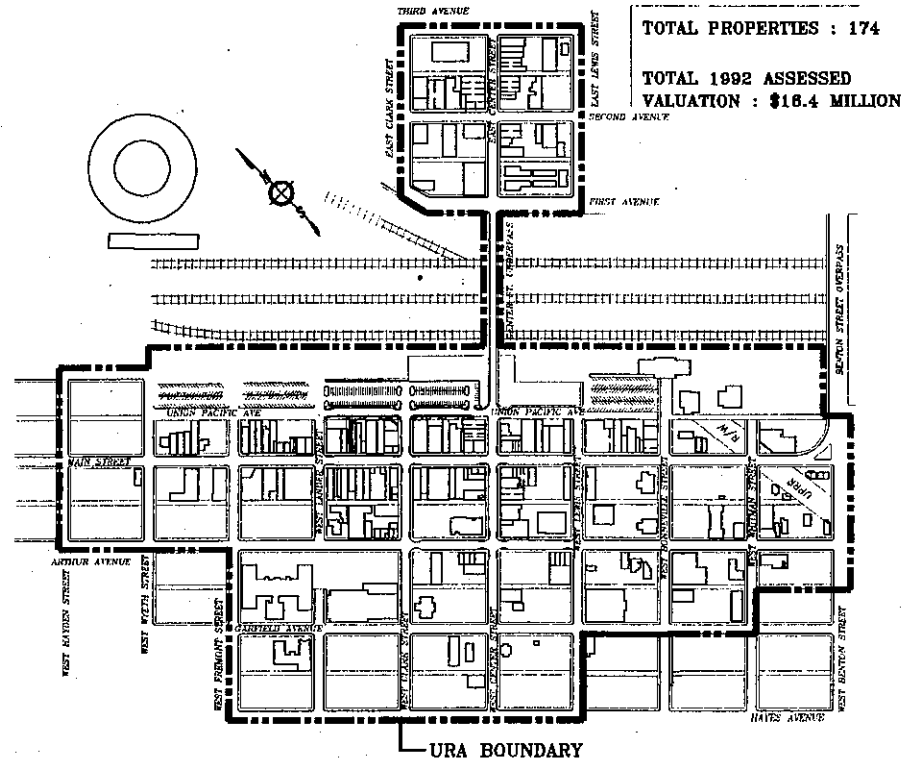 THIRD AVENUE
TOTAL PROPERTIES : 174
TOTAL 1992 ASSESSED
VALUATION : $16.4 MILLION
EAST CLARK STREET
EAST CENTER STREET
EAST LEWIS STREET
SECOND AVENUE
FIRST AVENUE
N
S
CENTER ST. UNDERPASS
BENTON STREET OVERPASS
UNION PACIFIC AVE
UNION PACIFIC AVE
R/W
MAIN STREET
WEST LANDER STREET
WEST LEWIS STREET
WEST BONNEVILLE STREET
WEST WHITMAN STREET
UPRR
ARTHUR AVENUE
WEST HAYDEN STREET
WEST WYETH STREET
WEST FREMONT STREET
GARFIELD AVENUE
WEST CLARK STREET
WEST CENTER STREET
WEST BENTON STREET
HAYES AVENUE
URA BOUNDARY